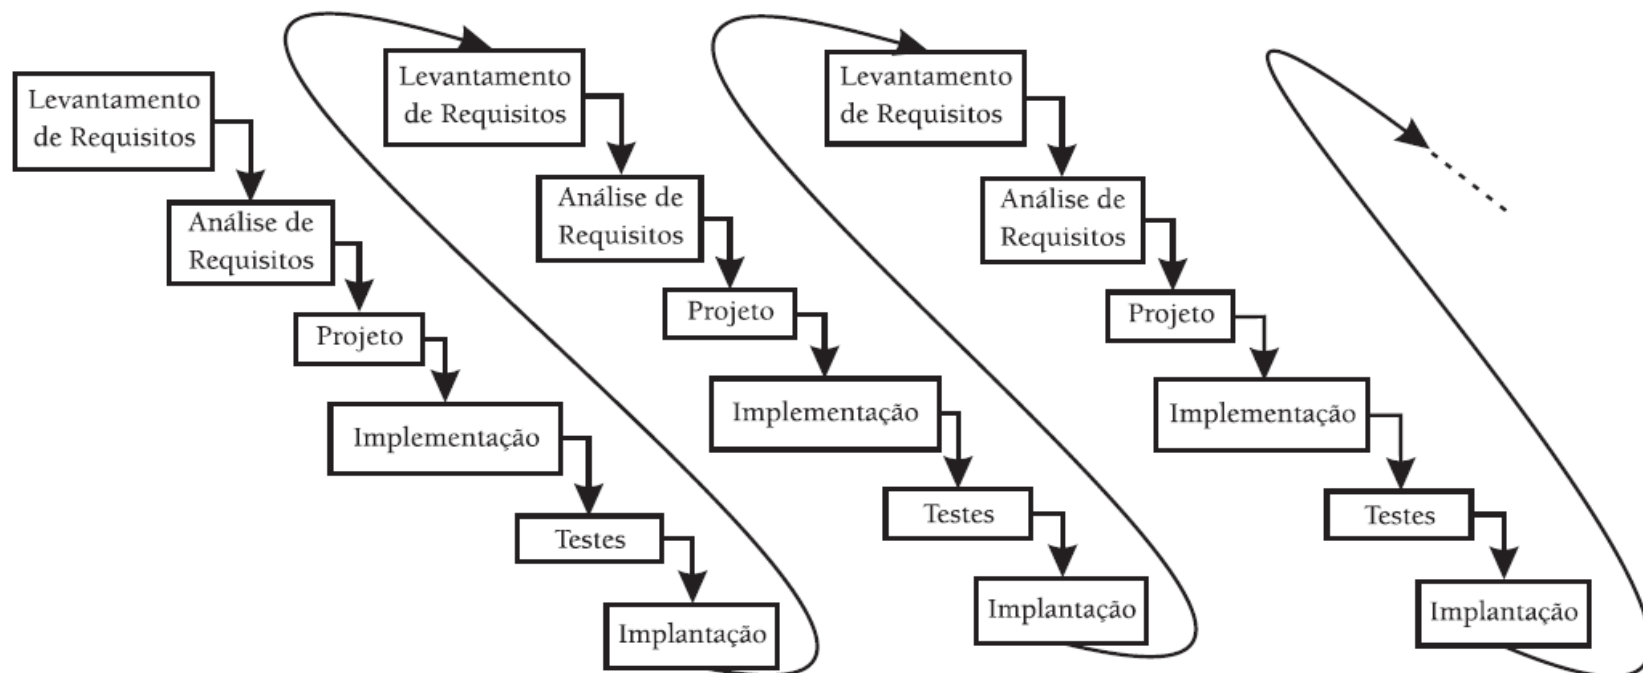 Levantamento
de Requisitos
Análise de
Requisitos
Projeto
Implementação
Testes
Implantação
Levantamento
de Requisitos
Análise de
Requisitos
Projeto
Implementação
Testes
Implantação
Levantamento
de Requisitos
Análise de
Requisitos
Projeto
Implementação
Testes
Implantação